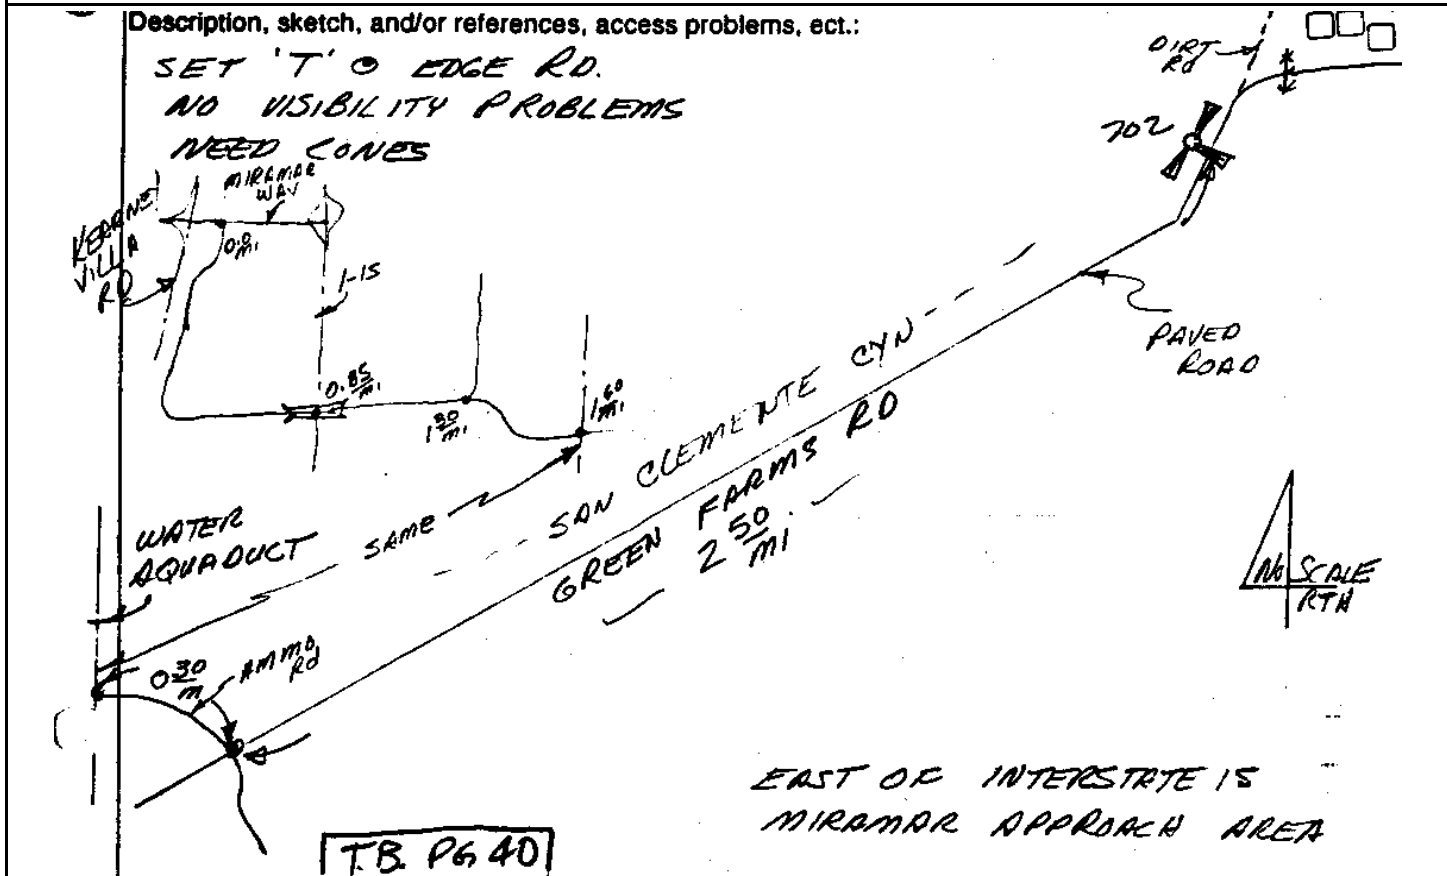 Description, sketch, and/or references, access problems, ect.:
SET 'T' @ EDGE RD.
NO VISIBILITY PROBLEMS
NEED CONES
DIRT
Rd
702
MIRAMAR
WAY
KEARNEY
VILLA
RD
0.0
mi
I-15
0.85
mi
1 30
mi
1 60
mi
PAVED
ROAD
SAN CLEMENTE CYN
GREEN FARMS RD
2 50
mi
WATER
AQUADUCT
SAME
0 30
m
AMMO
Rd
NO SCALE
RTH
EAST OF INTERSTATE 15
MIRAMAR APPROACH AREA
T.B. PG 40